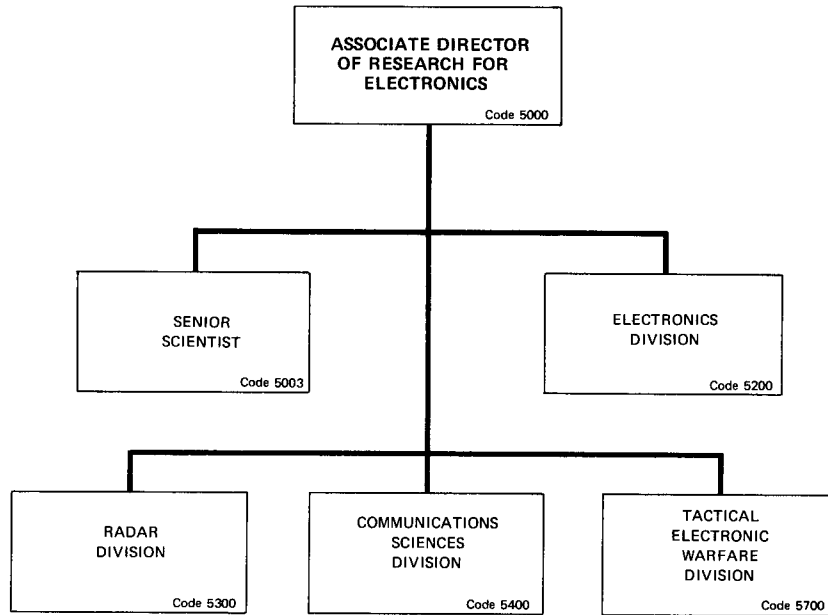 ASSOCIATE DIRECTOR
OF RESEARCH FOR
ELECTRONICS
Code 5000
SENIOR
SCIENTIST
Code 5003
ELECTRONICS
DIVISION
Code 5200
RADAR
DIVISION
Code 5300
COMMUNICATIONS
SCIENCES
DIVISION
Code 5400
TACTICAL
ELECTRONIC
WARFARE
DIVISION
Code 5700